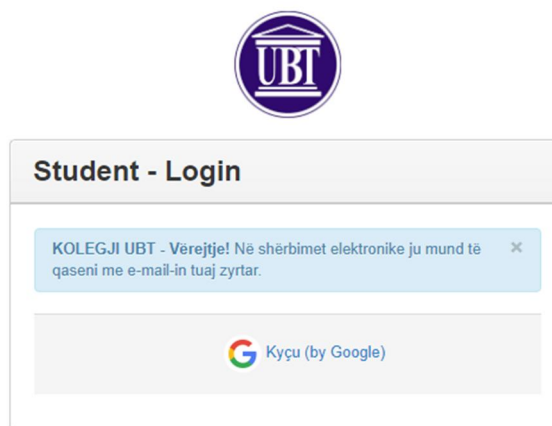 UBT
Student - Login
KOLEGJI UBT - Vërejtje! Në shërbimet elektronike ju mund të
qaseni me e-mail-in tuaj zyrtar.
×
Kyçu (by Google)